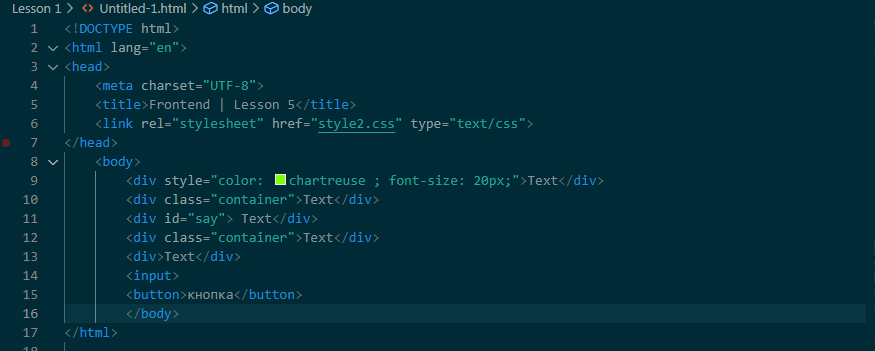 Lesson 1 > <> Untitled-1.html > html > body
1 <!DOCTYPE html>
2 <html lang="en">
3 <head>
4 <meta charset="UTF-8">
5 <title>Frontend | Lesson 5</title>
6 <link rel="stylesheet" href="style2.css" type="text/css">
7 </head>
8 <body>
9 <div style="color: chartreuse ; font-size: 20px;">Text</div>
10 <div class="container">Text</div>
11 <div id="say"> Text</div>
12 <div class="container">Text</div>
13 <div>Text</div>
14 <input>
15 <button>кнопка</button>
16 </body>
17 </html>
18